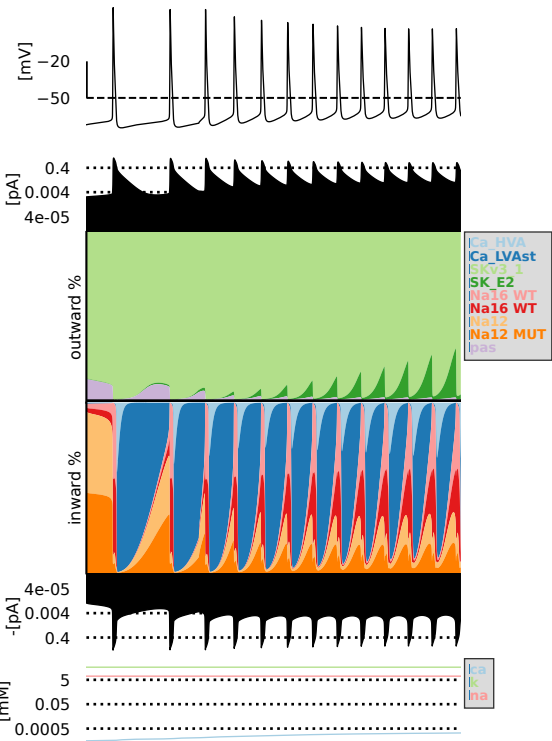 [mV]
−20
−50
[pA]
0.4
0.004
4e-05
outward %
Ca_HVA
Ca_LVAst
SKv3_1
SK_E2
Na16 WT
Na16 WT
Na12
Na12 MUT
pas
inward %
-[pA]
4e-05
0.004
0.4
[mM]
5
0.05
0.0005
ca
k
na